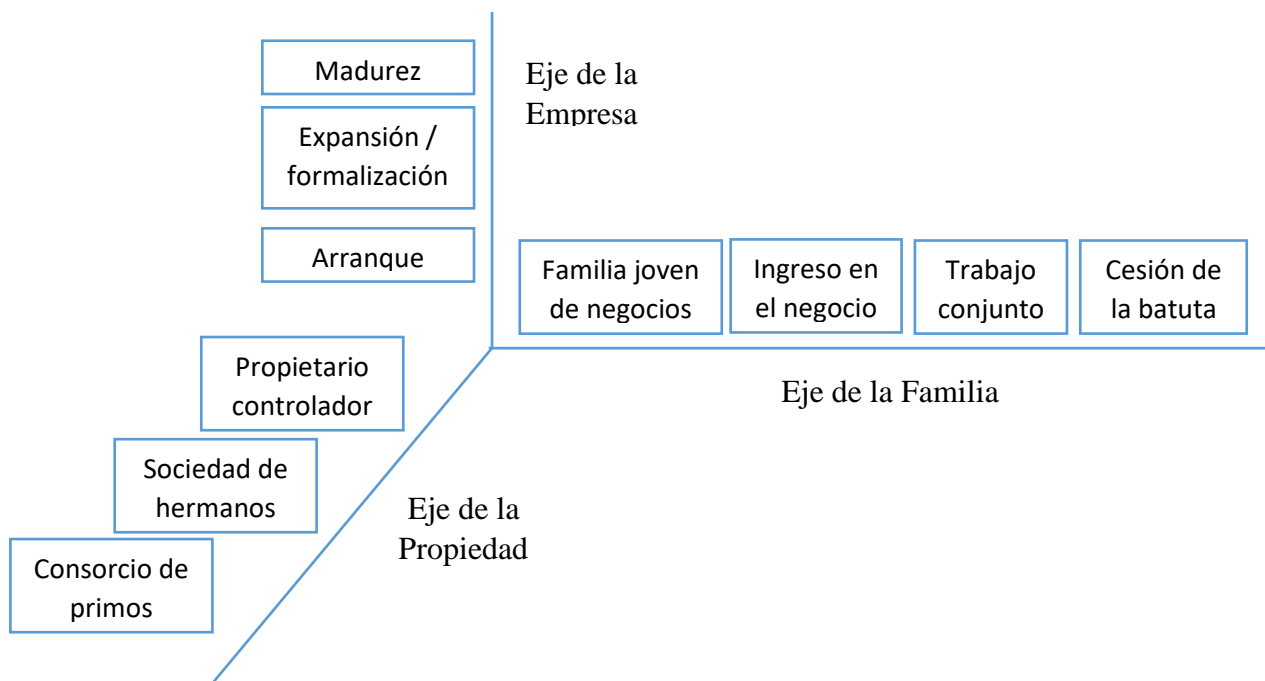 Madurez
Eje de la
Empresa
Expansión /
formalización
Arranque
Familia joven
de negocios
Ingreso en
el negocio
Trabajo
conjunto
Cesión de
la batuta
Propietario
controlador
Eje de la Familia
Sociedad de
hermanos
Eje de la
Propiedad
Consorcio de
primos